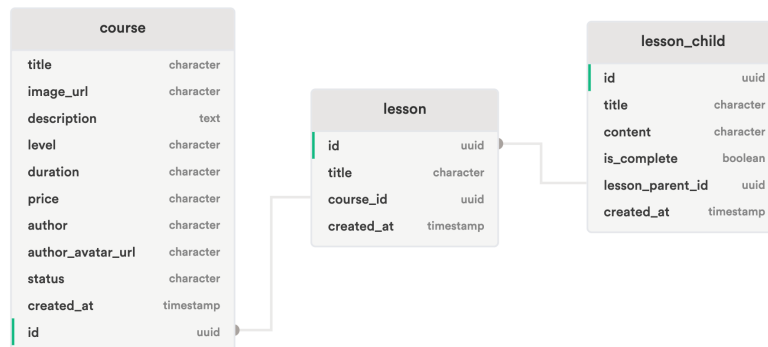 course
title character
image_url character
description text
level character
duration character
price character
author character
author_avatar_url character
status character
created_at timestamp
id uuid
lesson
id uuid
title character
course_id uuid
created_at timestamp
lesson_child
id uuid
title character
content character
is_complete boolean
lesson_parent_id uuid
created_at timestamp